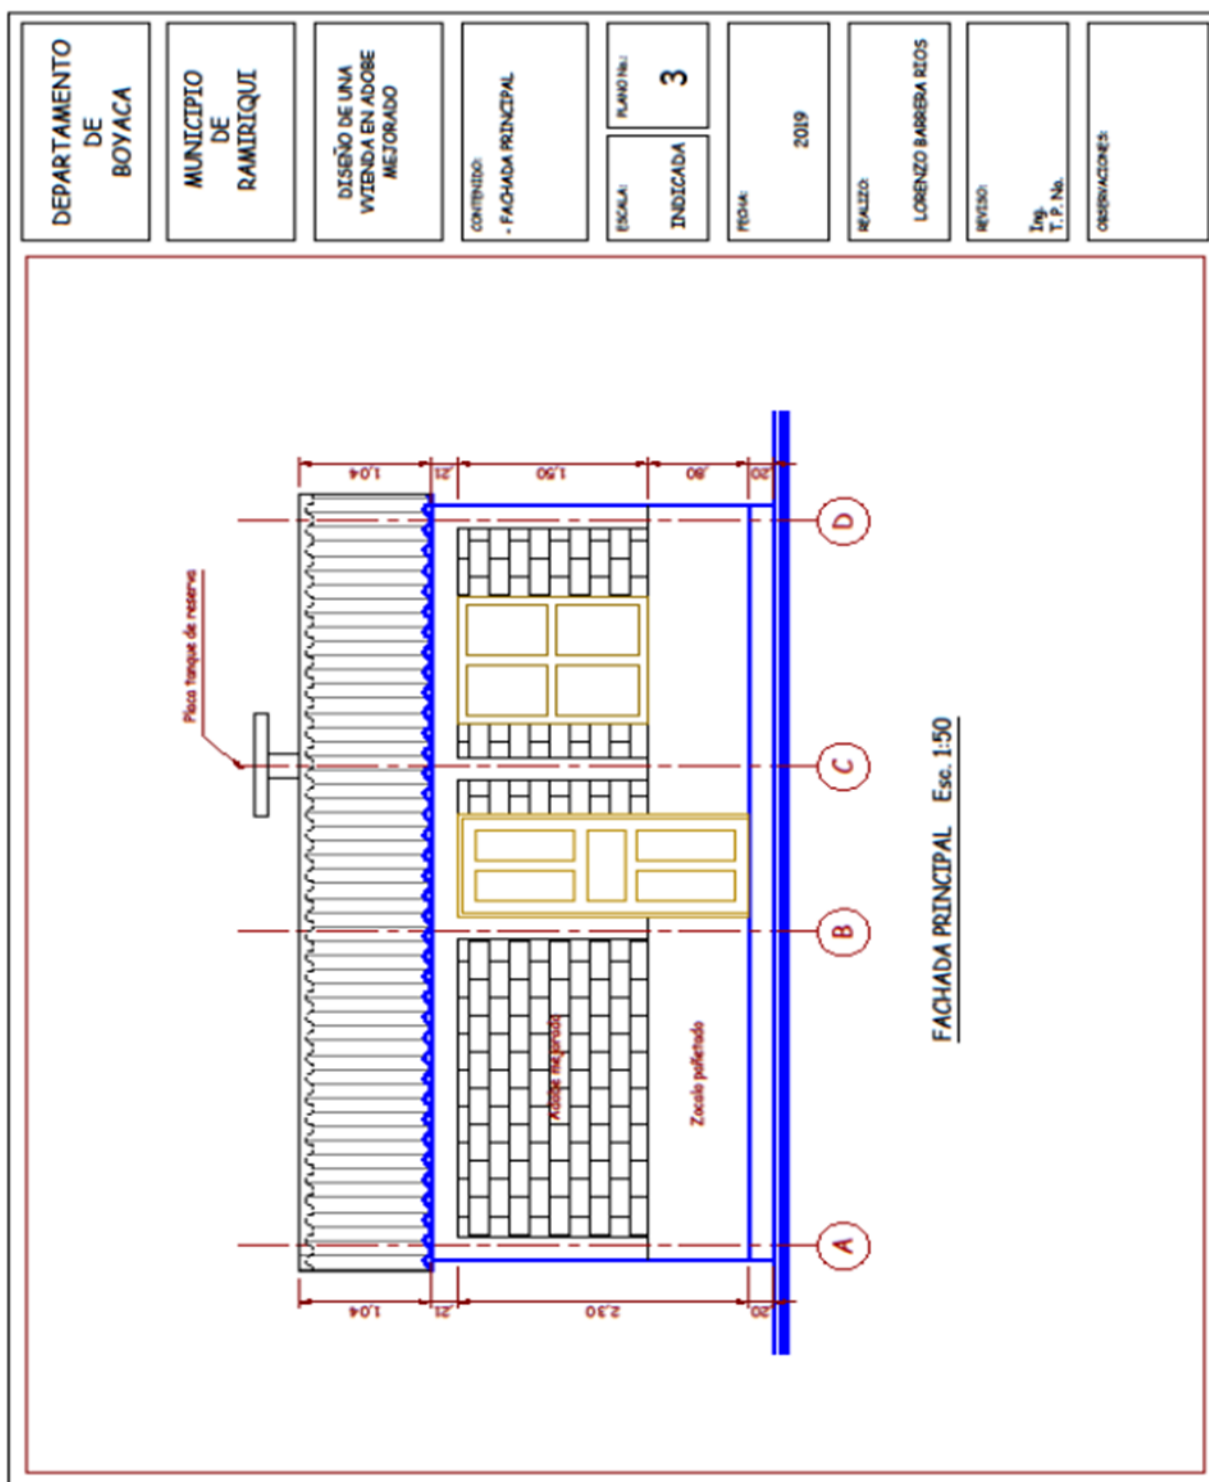 DEPARTAMENTO
DE
BOYACA
MUNICIPIO
DE
RAMIRIQUI
DISEÑO DE UNA
VIVIENDA EN ADOBE
MEJORADO
CONTENIDO:
- FACHADA PRINCIPAL
ESCALA:
INDICADA
PLANO No.:
3
FECHA:
2019
REALIZO:
LORENZO BARRERA RIOS
REVISO:
Ing.
T. P. No.
OBSERVACIONES:
Placa tanque de reserva
1,04
,21
2,30
,20
1,04
,21
1,50
,80
,20
Adobe mejorado
Zocalo pañetado
A
B
C
D
FACHADA PRINCIPAL Esc. 1:50